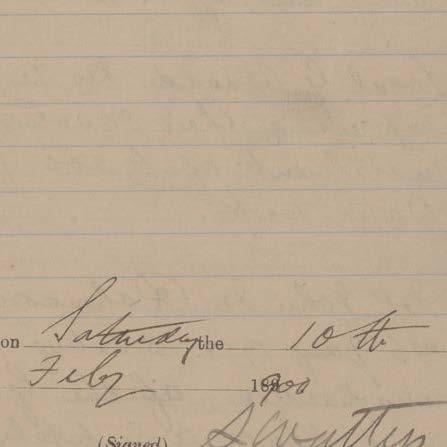 on Saturday the 10th
Feby 1900
(Signed)